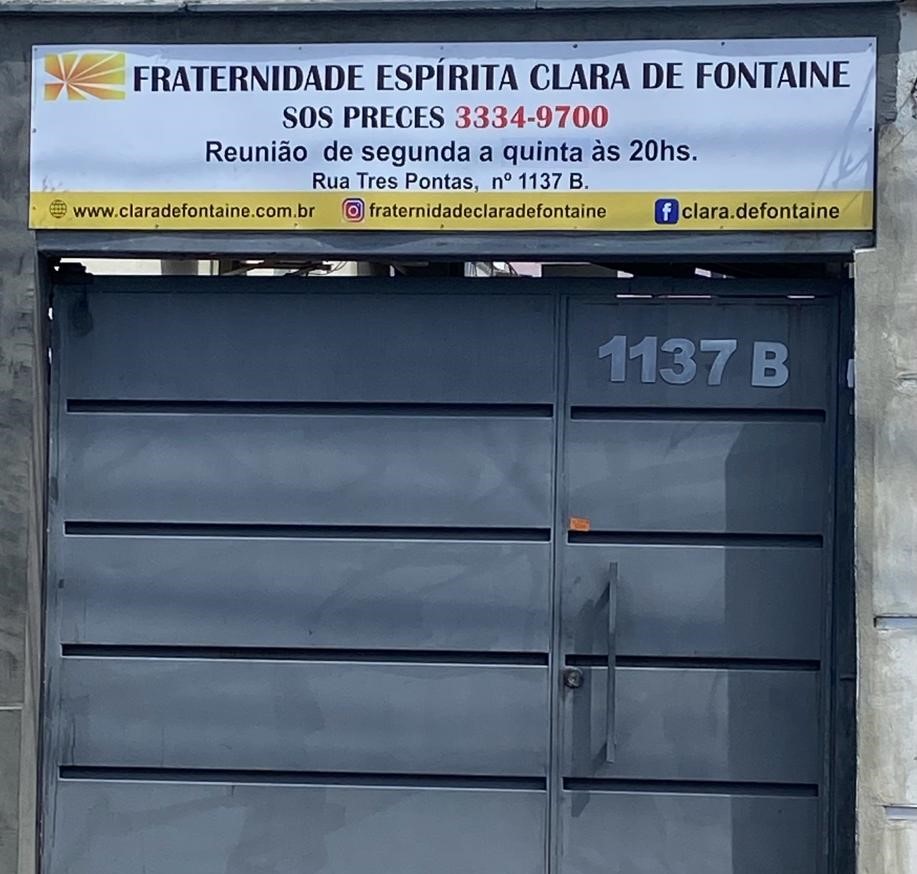 FRATERNIDADE ESPÍRITA CLARA DE FONTAINE
SOS PRECES 3334-9700
Reunião de segunda a quinta às 20hs.
Rua Tres Pontas, nº 1137 B.
www.claradefontaine.com.br fraternidadeclaradefontaine clara.defontaine
1137 B